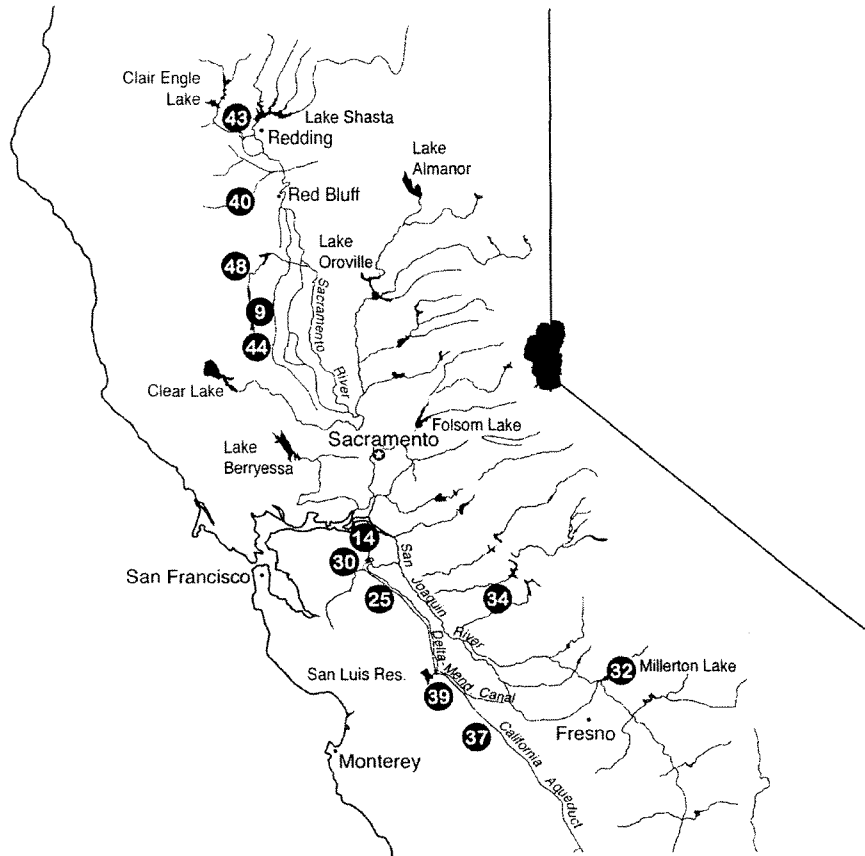 Clair Engle
Lake
43
Lake Shasta
Redding
Lake
Almanor
40
Red Bluff
48
Lake
Oroville
9
Sacramento
River
44
Clear Lake
Folsom Lake
Sacramento
Lake
Berryessa
14
San
Joaquin
River
30
San Francisco
25
34
Delta
Mend
Canal
32
Millerton Lake
San Luis Res.
39
Fresno
37
California
Aqueduct
Monterey